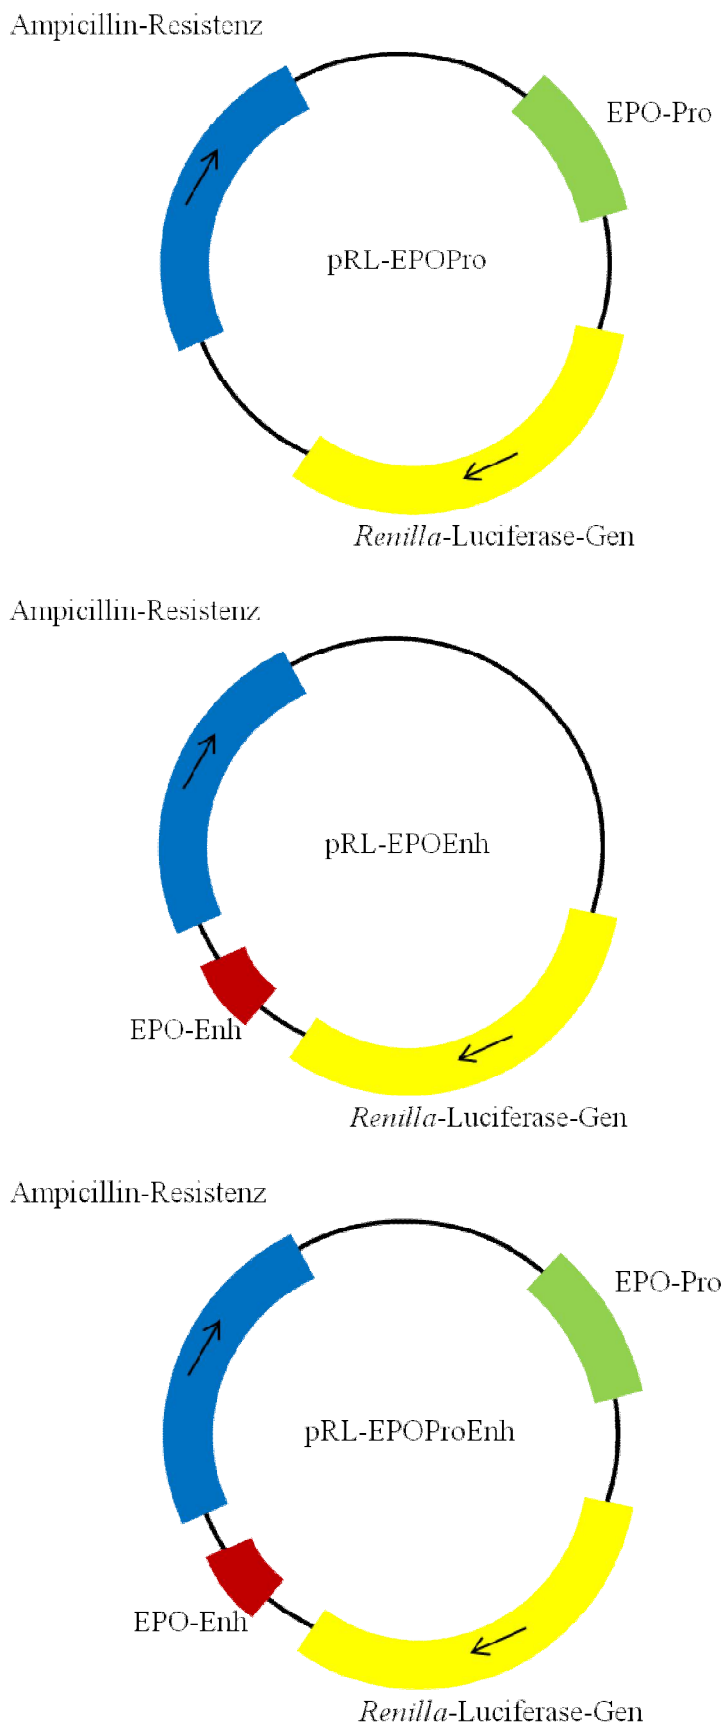 Ampicillin-Resistenz
EPO-Pro
pRL-EPOPro
Renilla-Luciferase-Gen
Ampicillin-Resistenz
pRL-EPOEnh
EPO-Enh
Renilla-Luciferase-Gen
Ampicillin-Resistenz
EPO-Pro
pRL-EPOProEnh
EPO-Enh
Renilla-Luciferase-Gen